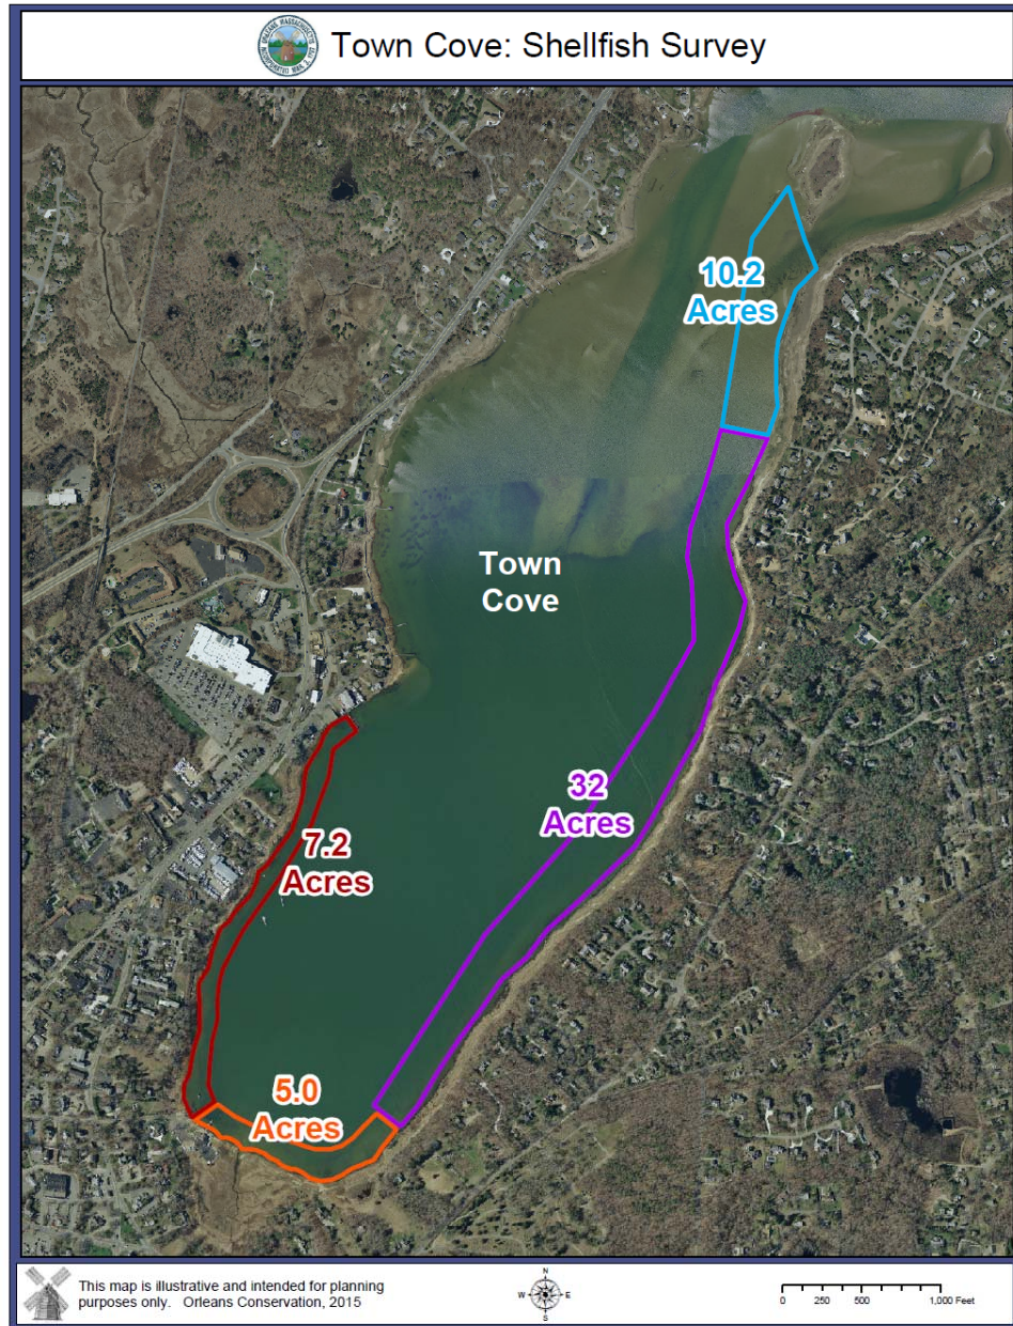 Town Cove: Shellfish Survey
10.2
Acres
Town
Cove
32
Acres
7.2
Acres
5.0
Acres
This map is illustrative and intended for planning
purposes only. Orleans Conservation, 2015
N
W
E
S
0 250 500 1,000 Feet